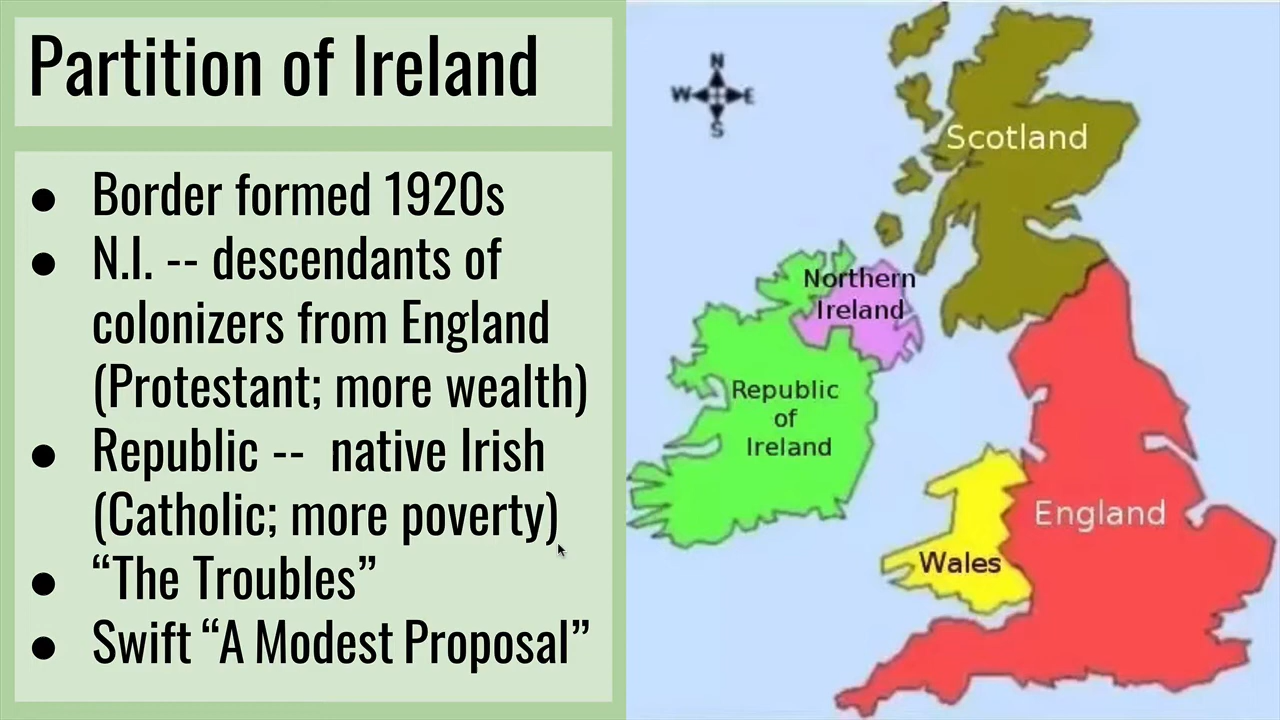 Partition of Ireland
● Border formed 1920s
● N.I. -- descendants of
colonizers from England
(Protestant; more wealth)
● Republic -- native Irish
(Catholic; more poverty)
● “The Troubles”
● Swift “A Modest Proposal”
N
W E
S
Scotland
Northern
Ireland
Republic
of
Ireland
England
Wales